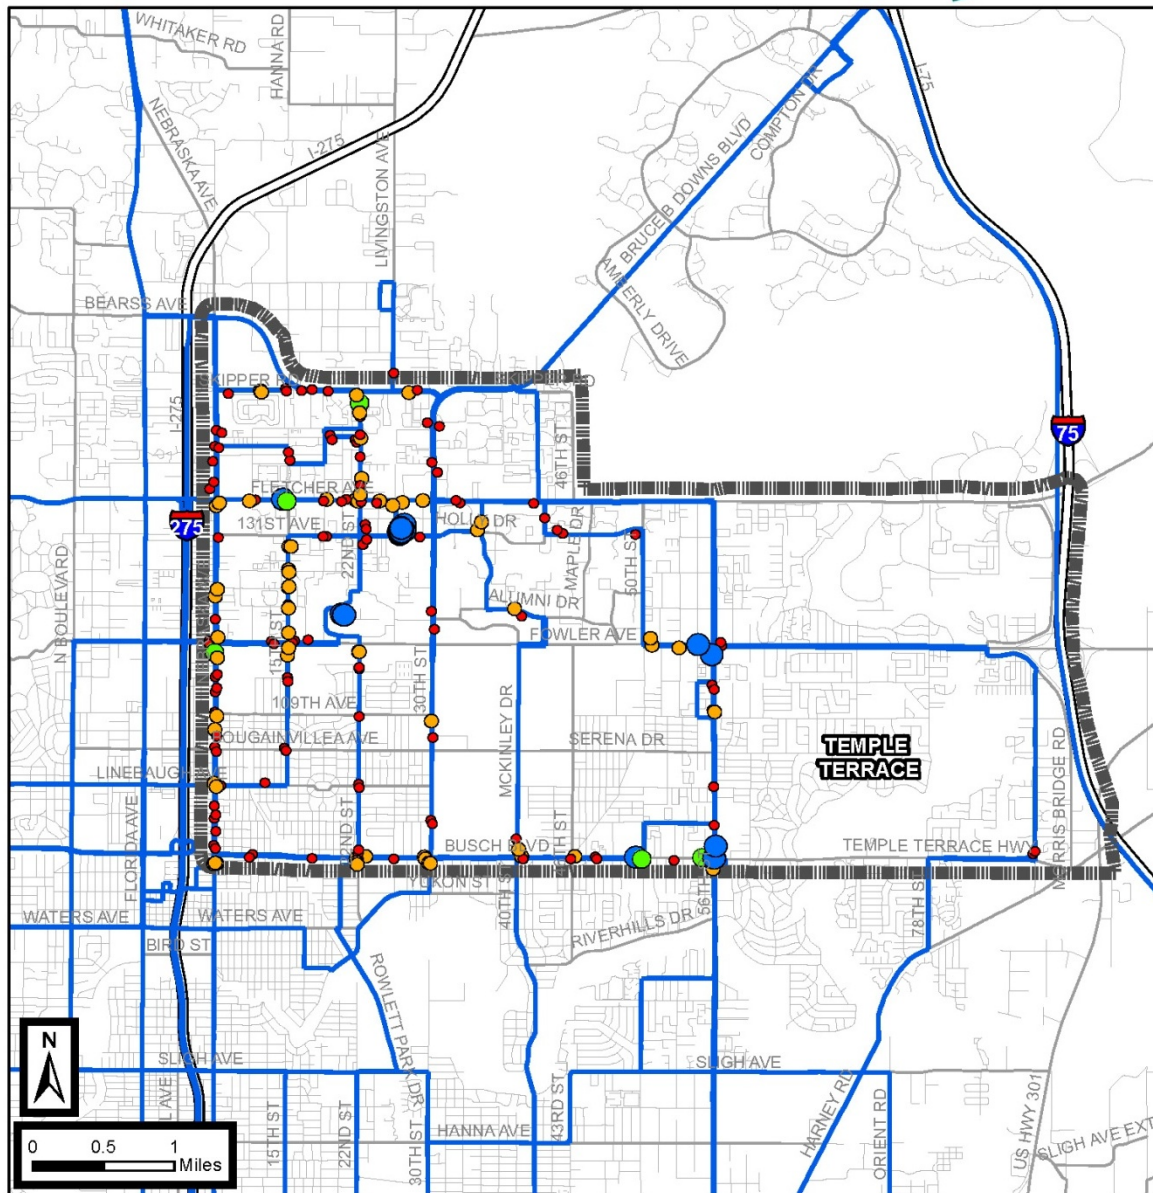 WHITAKER RD
HANNA RD
NEBRASKA AVE
I-275
LIVINGSTON AVE
BRUCE B DOWNS BLVD
COMPTON DR
I-75
AMBERLY DRIVE
BEARSS AVE
SKIPPER RD
I-275
75
46TH ST
FLETCHER AVE
275
131ST AVE
22ND ST
HOLLY DR
MAPLE DR
50TH ST
N BOULEVARD
ALUMNI DR
15TH ST
FOWLER AVE
30TH ST
109TH AVE
MCKINLEY DR
BOUGAINVILLEA AVE
SERENA DR
TEMPLE
TERRACE
LINEBAUGH AVE
MORRIS BRIDGE RD
FLORIDA AVE
22ND ST
BUSCH BLVD
TEMPLE TERRACE HWY
YUKON ST
40TH ST
56TH
78TH ST
WATERS AVE
WATERS AVE
BIRD ST
RIVERHILLS DR
ROWLETT PARK DR
N
SLIGH AVE
SLIGH AVE
HARNEY RD
ORIENT RD
US HWY 301
SLIGH AVE EXT
15TH ST
22ND ST
30TH ST
HANNA AVE
43RD ST
0 0.5 1
Miles